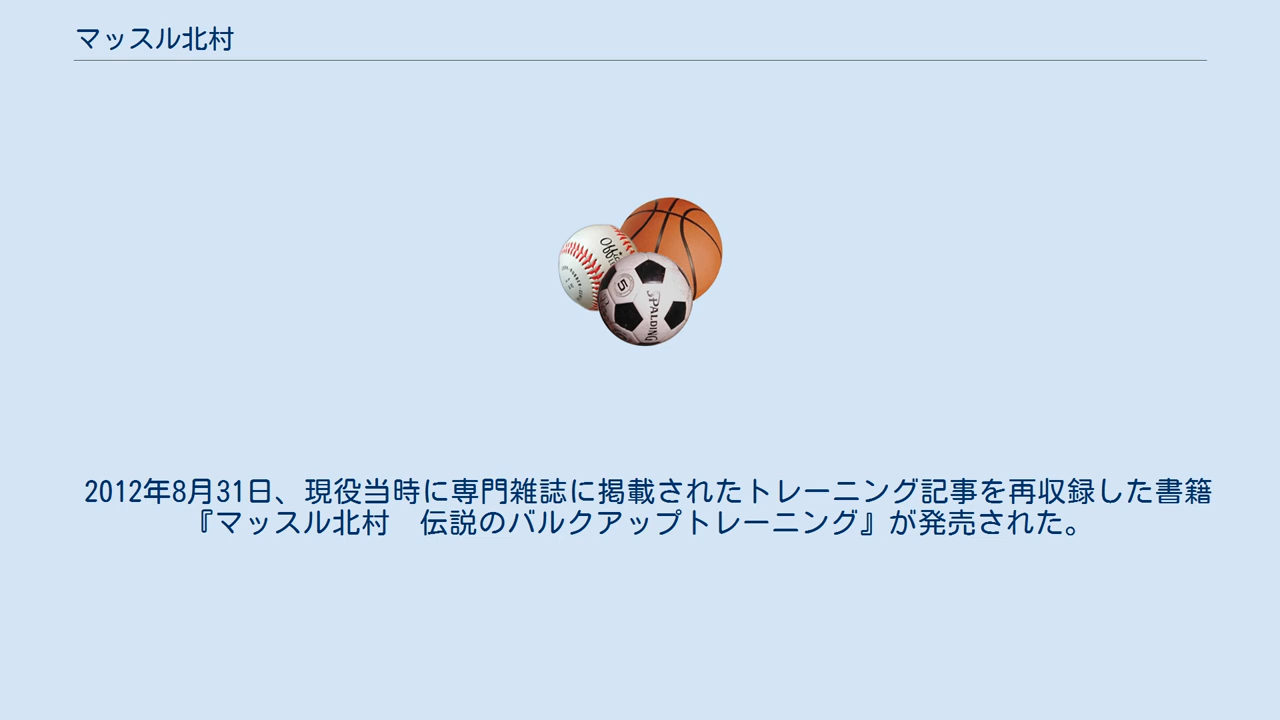 マッスル北村
Offi
5
SPALDING
2012年8月31日、現役当時に専門雑誌に掲載されたトレーニング記事を再収録した書籍
『マッスル北村　伝説のバルクアップトレーニング』が発売された。